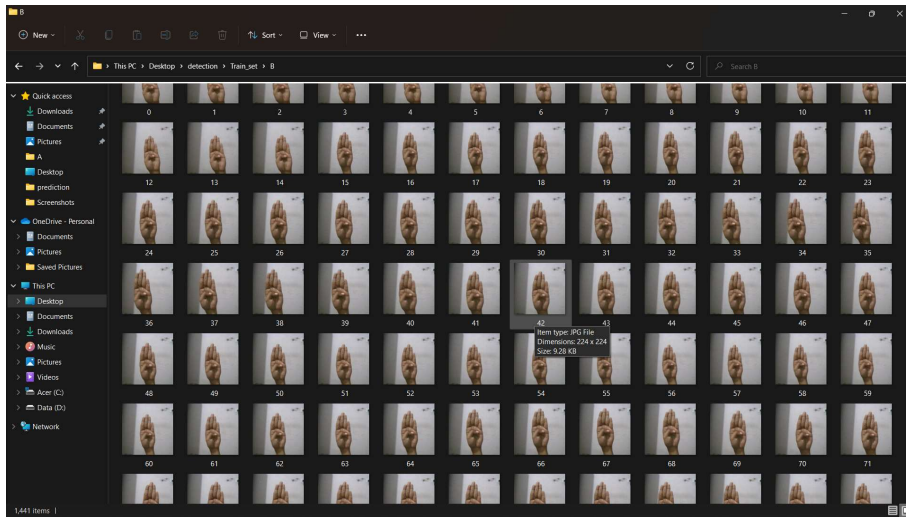 B
New
Sort
View
This PC > Desktop > detection > Train_set > B
Search B
Quick access
Downloads
Documents
Pictures
A
Desktop
prediction
Screenshots
OneDrive - Personal
Documents
Pictures
Saved Pictures
This PC
Desktop
Documents
Downloads
Music
Pictures
Videos
Acer (C:)
Data (D:)
Network
0 1 2 3 4 5 6 7 8 9 10 11
12 13 14 15 16 17 18 19 20 21 22 23
24 25 26 27 28 29 30 31 32 33 34 35
36 37 38 39 40 41 42 43 44 45 46 47
Item type: JPG File
Dimensions: 224 x 224
Size: 9.28 KB
48 49 50 51 52 53 54 55 56 57 58 59
60 61 62 63 64 65 66 67 68 69 70 71
1,441 items